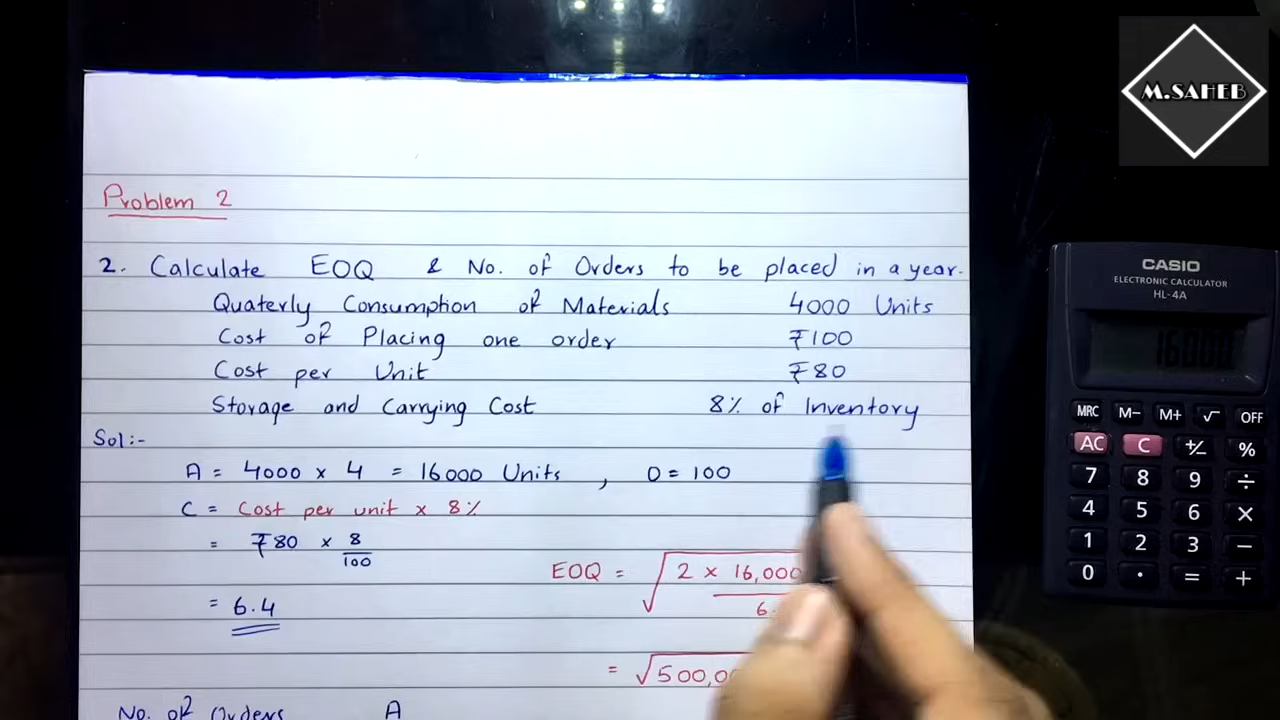 M.SAHEB
Problem 2
2. Calculate EOQ & No. of Orders to be placed in a year.
Quaterly Consumption of Materials 4000 Units
Cost of Placing one order ₹100
Cost per Unit ₹80
Storage and Carrying Cost 8% of Inventory
Sol:-
A = 4000 × 4 = 16000 Units , O = 100
C = Cost per unit × 8%
= ₹80 × 8/100
= 6.4
EOQ = √ 2 × 16,000
6.
= √500,00
No. of Orders A
CASIO
ELECTRONIC CALCULATOR
HL-4A
16000
MRC M− M+ √ OFF
AC C +/− %
7 8 9 ÷
4 5 6 ×
1 2 3 −
0 · = +